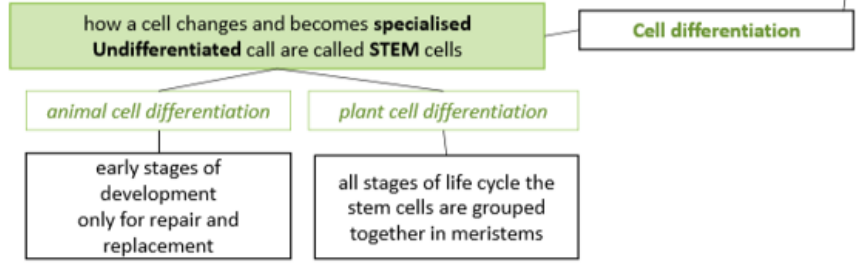 how a cell changes and becomes specialised
Undifferentiated call are called STEM cells
Cell differentiation
animal cell differentiation
plant cell differentiation
early stages of
development
only for repair and
replacement
all stages of life cycle the
stem cells are grouped
together in meristems